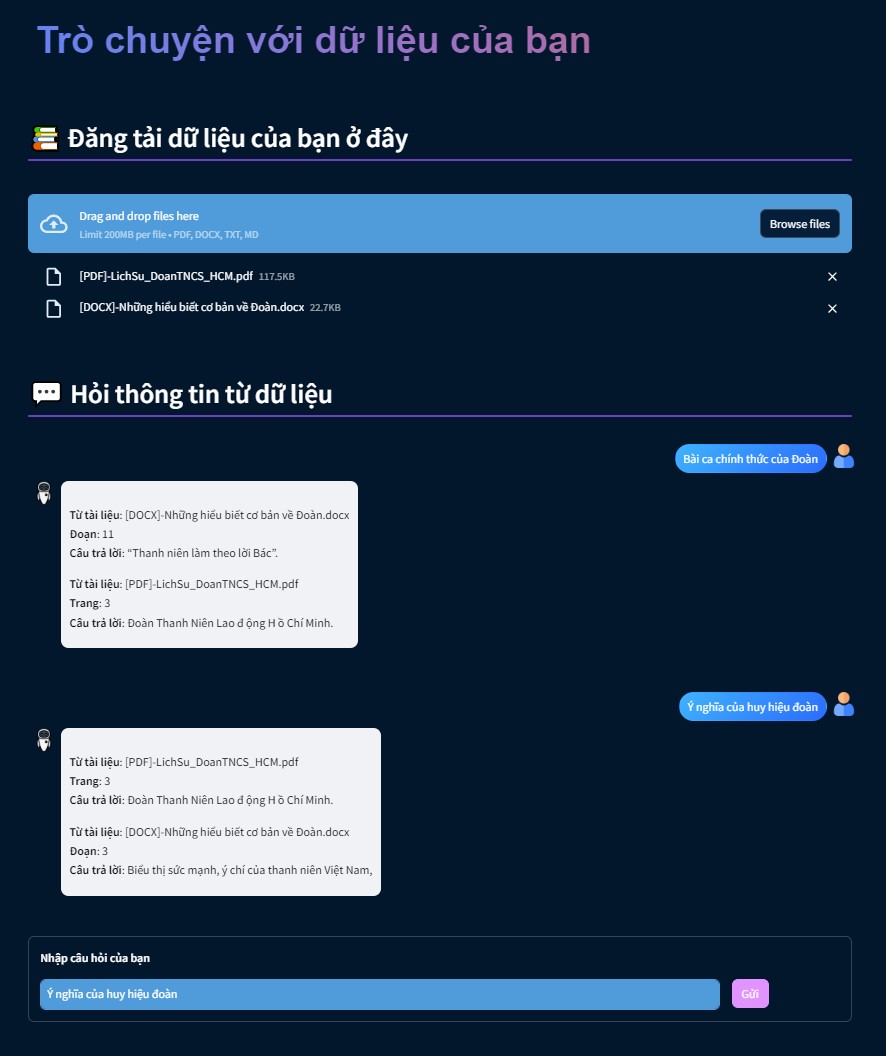 Trò chuyện với dữ liệu của bạn
Đăng tải dữ liệu của bạn ở đây
Drag and drop files here
Limit 200MB per file • PDF, DOCX, TXT, MD
Browse files
[PDF]-LichSu_DoanTNCS_HCM.pdf 117.5KB
[DOCX]-Những hiểu biết cơ bản về Đoàn.docx 22.7KB
Hỏi thông tin từ dữ liệu
Bài ca chính thức của Đoàn
Từ tài liệu: [DOCX]-Những hiểu biết cơ bản về Đoàn.docx
Đoạn: 11
Câu trả lời: “Thanh niên làm theo lời Bác”.
Từ tài liệu: [PDF]-LichSu_DoanTNCS_HCM.pdf
Trang: 3
Câu trả lời: Đoàn Thanh Niên Lao đ ộng H ồ Chí Minh.
Ý nghĩa của huy hiệu đoàn
Từ tài liệu: [PDF]-LichSu_DoanTNCS_HCM.pdf
Trang: 3
Câu trả lời: Đoàn Thanh Niên Lao đ ộng H ồ Chí Minh.
Từ tài liệu: [DOCX]-Những hiểu biết cơ bản về Đoàn.docx
Đoạn: 3
Câu trả lời: Biểu thị sức mạnh, ý chí của thanh niên Việt Nam,
Nhập câu hỏi của bạn
Ý nghĩa của huy hiệu đoàn
Gửi